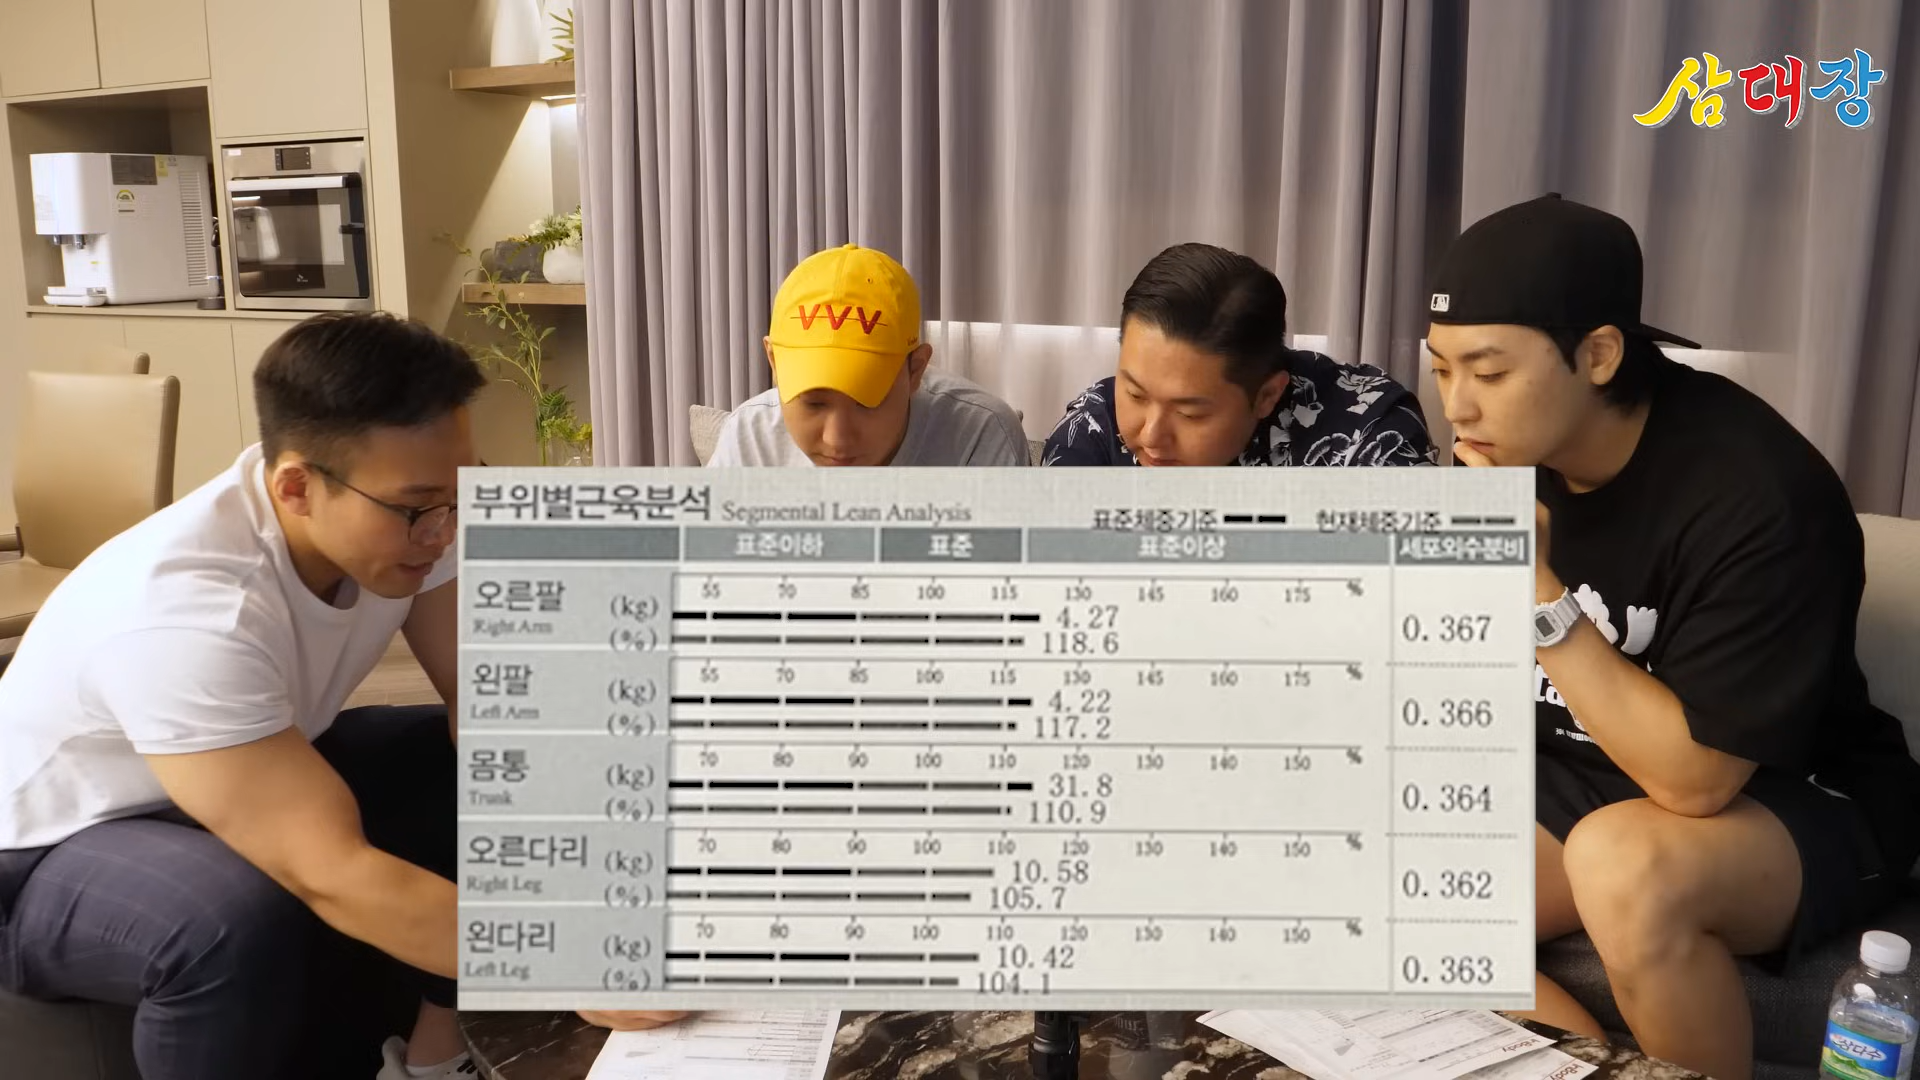 삼대장
VVV
부위별근육분석 Segmental Lean Analysis
표준체중기준 현재체중기준
표준이하 표준 표준이상 세포외수분비
55 70 85 100 115 130 145 160 175 %
오른팔 (kg) 4.27
Right Arm (%) 118.6
0.367
55 70 85 100 115 130 145 160 175 %
왼팔 (kg) 4.22
Left Arm (%) 117.2
0.366
70 80 90 100 110 120 130 140 150 %
몸통 (kg) 31.8
Trunk (%) 110.9
0.364
70 80 90 100 110 120 130 140 150 %
오른다리 (kg) 10.58
Right Leg (%) 105.7
0.362
70 80 90 100 110 120 130 140 150 %
왼다리 (kg) 10.42
Left Leg (%) 104.1
0.363
InBody
InBody
삼다수